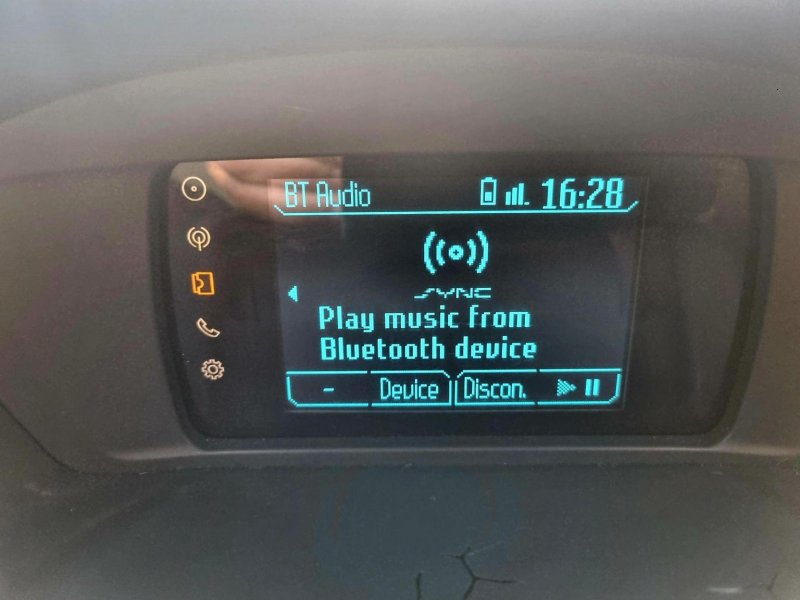 BT Audio 16:28
SYNC
Play music from
Bluetooth device
- Device Discon.